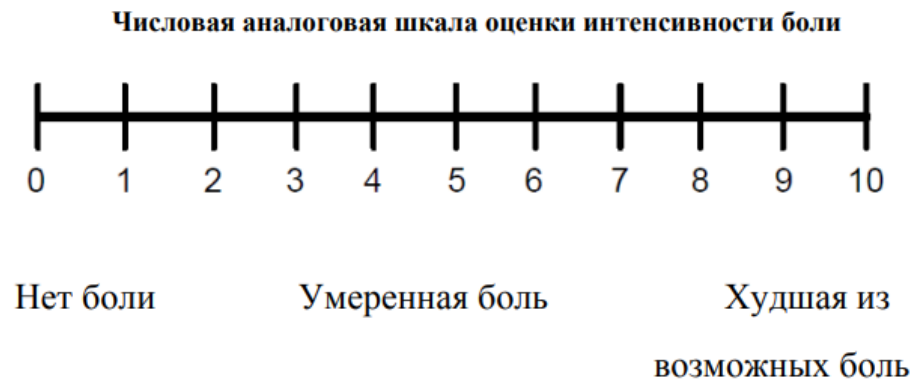 Числовая аналоговая шкала оценки интенсивности боли
0 1 2 3 4 5 6 7 8 9 10
Нет боли Умеренная боль Худшая из
возможных боль